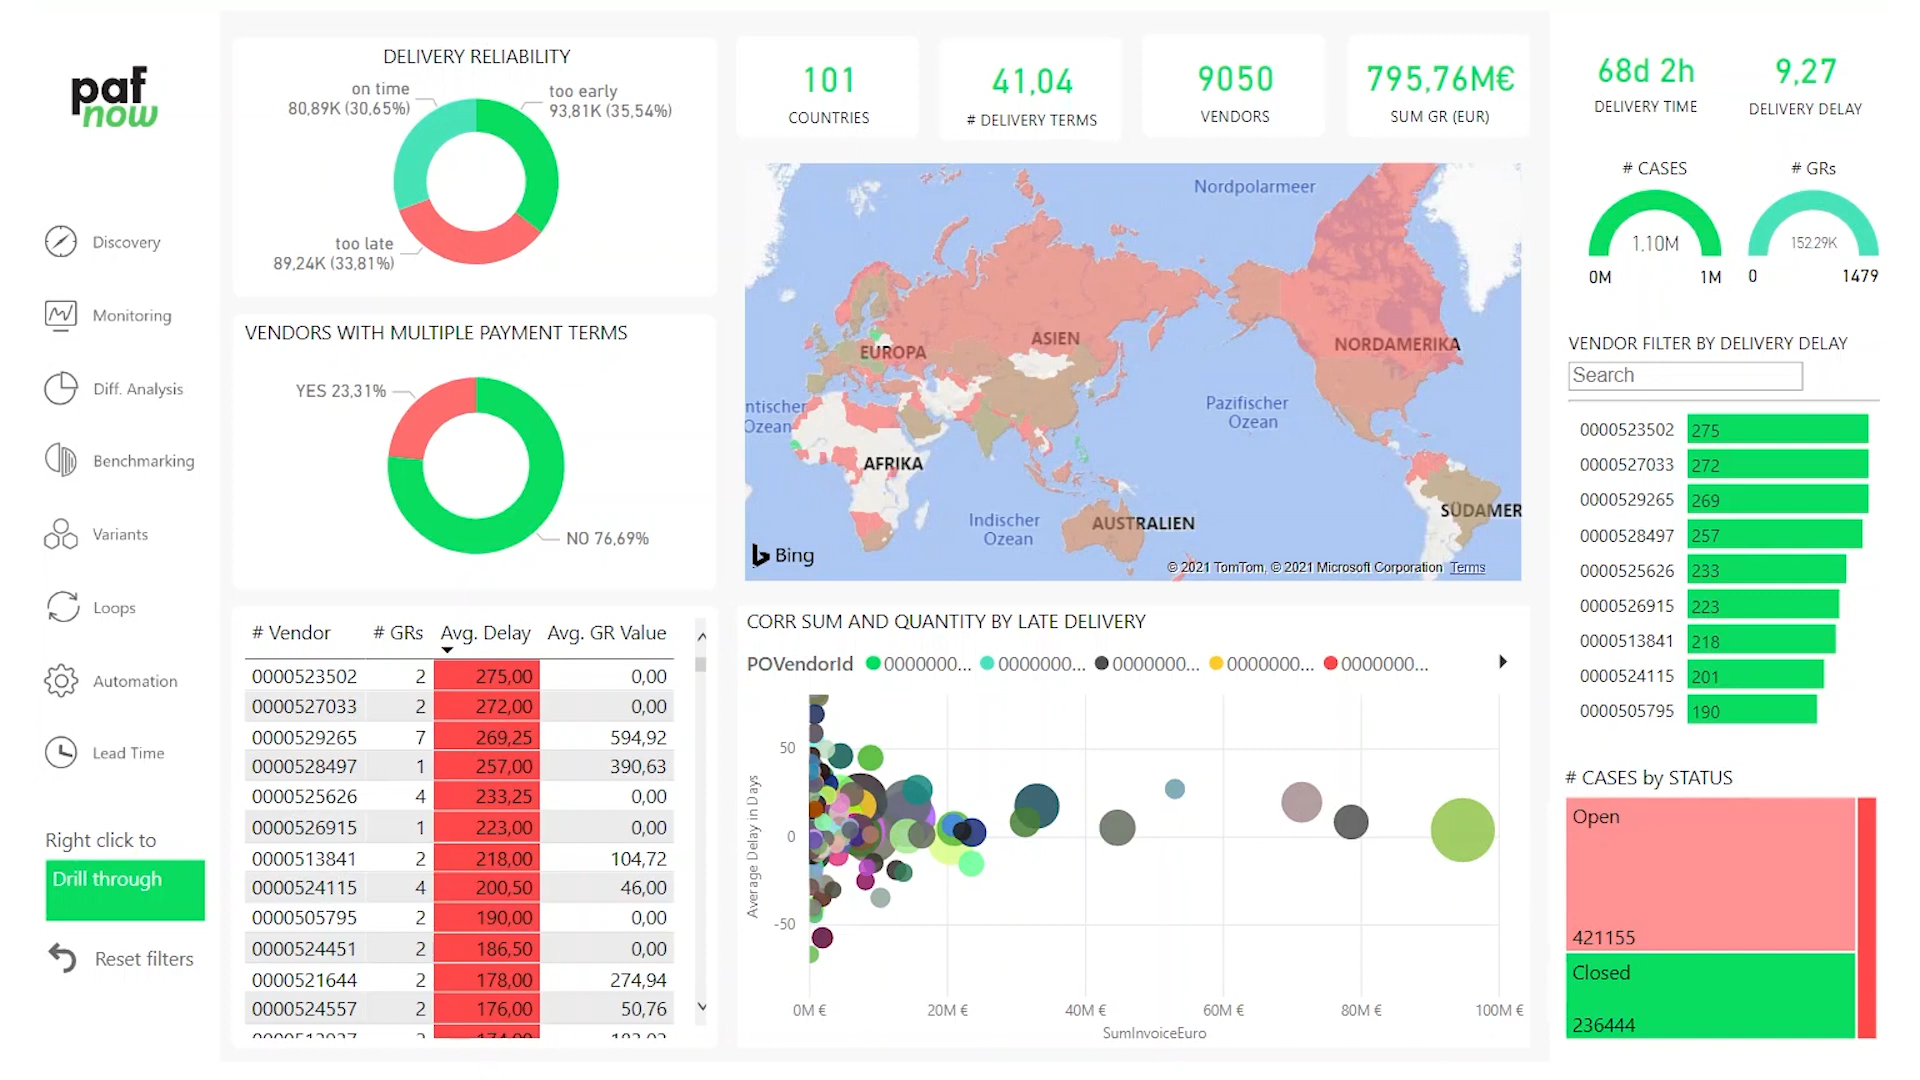 paf
now
Discovery
Monitoring
Diff. Analysis
Benchmarking
Variants
Loops
Automation
Lead Time
Right click to
Drill through
Reset filters
DELIVERY RELIABILITY
on time
80,89K (30,65%)
too early
93,81K (35,54%)
too late
89,24K (33,81%)
VENDORS WITH MULTIPLE PAYMENT TERMS
YES 23,31%
NO 76,69%
# Vendor # GRs Avg. Delay Avg. GR Value
0000523502 2 275,00 0,00
0000527033 2 272,00 0,00
0000529265 7 269,25 594,92
0000528497 1 257,00 390,63
0000525626 4 233,25 0,00
0000526915 1 223,00 0,00
0000513841 2 218,00 104,72
0000524115 4 200,50 46,00
0000505795 2 190,00 0,00
0000524451 2 186,50 0,00
0000521644 2 178,00 274,94
0000524557 2 176,00 50,76
101
COUNTRIES
41,04
# DELIVERY TERMS
9050
VENDORS
795,76M€
SUM GR (EUR)
Nordpolarmeer
ASIEN
EUROPA
NORDAMERIKA
ntischer
Ozean
Pazifischer
Ozean
AFRIKA
SÜDAMER
Indischer
Ozean
AUSTRALIEN
Bing
© 2021 TomTom, © 2021 Microsoft Corporation Terms
CORR SUM AND QUANTITY BY LATE DELIVERY
POVendorId 0000000... 0000000... 0000000... 0000000... 0000000...
Average Delay in Days
50
0
-50
0M € 20M € 40M € 60M € 80M € 100M €
SumInvoiceEuro
68d 2h
DELIVERY TIME
9,27
DELIVERY DELAY
# CASES
1,10M
0M 1M
# GRs
152.29K
0 1479
VENDOR FILTER BY DELIVERY DELAY
Search
0000523502 275
0000527033 272
0000529265 269
0000528497 257
0000525626 233
0000526915 223
0000513841 218
0000524115 201
0000505795 190
# CASES by STATUS
Open
421155
Closed
236444